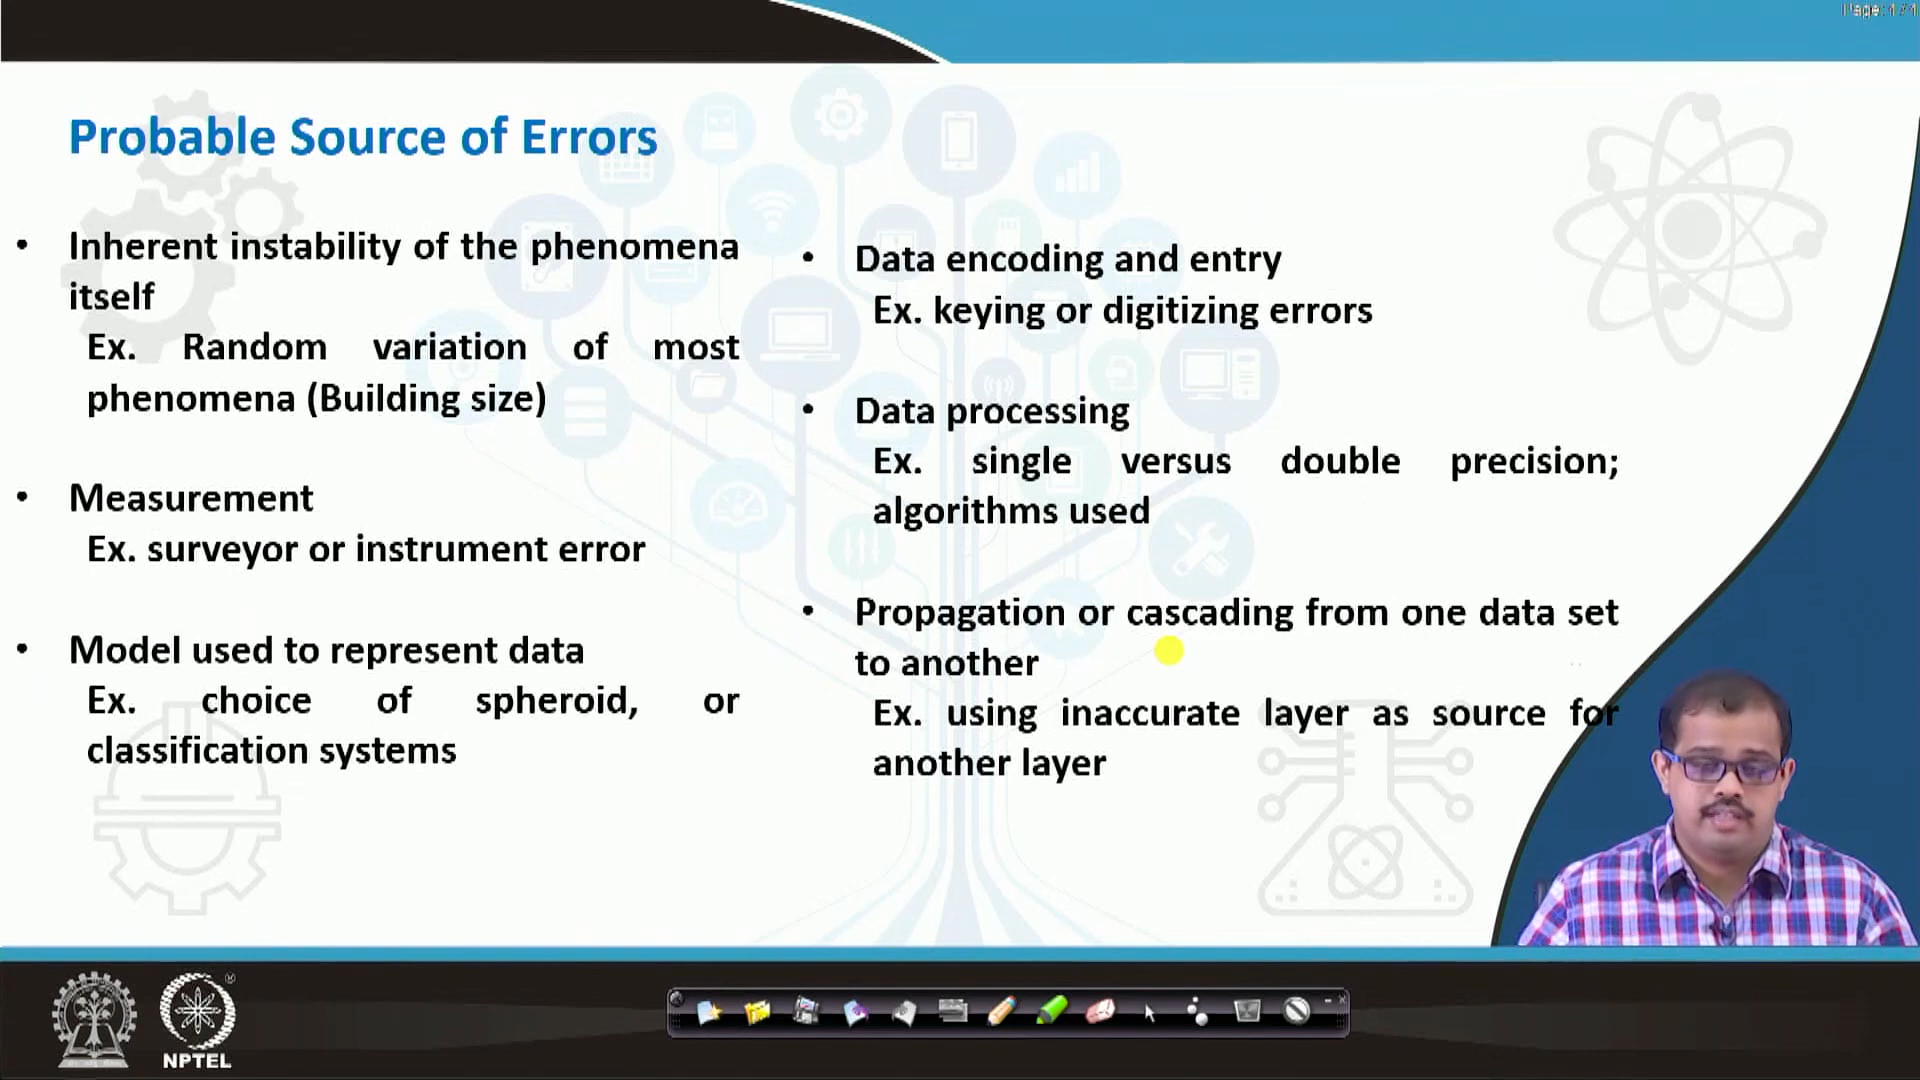 Probable Source of Errors
• Inherent instability of the phenomena
itself
Ex. Random variation of most
phenomena (Building size)
• Measurement
Ex. surveyor or instrument error
• Model used to represent data
Ex. choice of spheroid, or
classification systems
• Data encoding and entry
Ex. keying or digitizing errors
• Data processing
Ex. single versus double precision;
algorithms used
• Propagation or cascading from one data set
to another
Ex. using inaccurate layer as source for
another layer
NPTEL